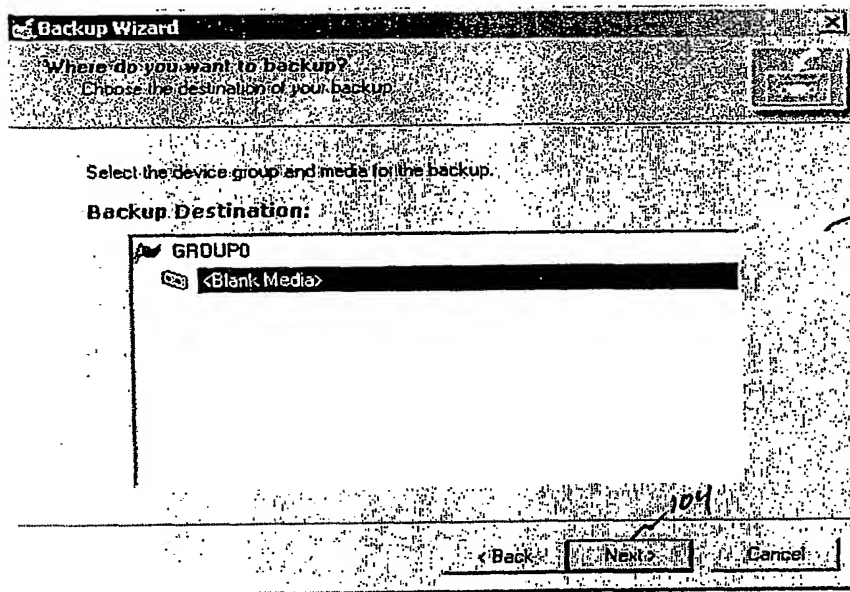 Backup Wizard
Where do you want to backup?
Choose the destination of your backup
Select the device group and media for the backup.
Backup Destination:
GROUP0
<Blank Media>
104
< Back
Next >
Cancel